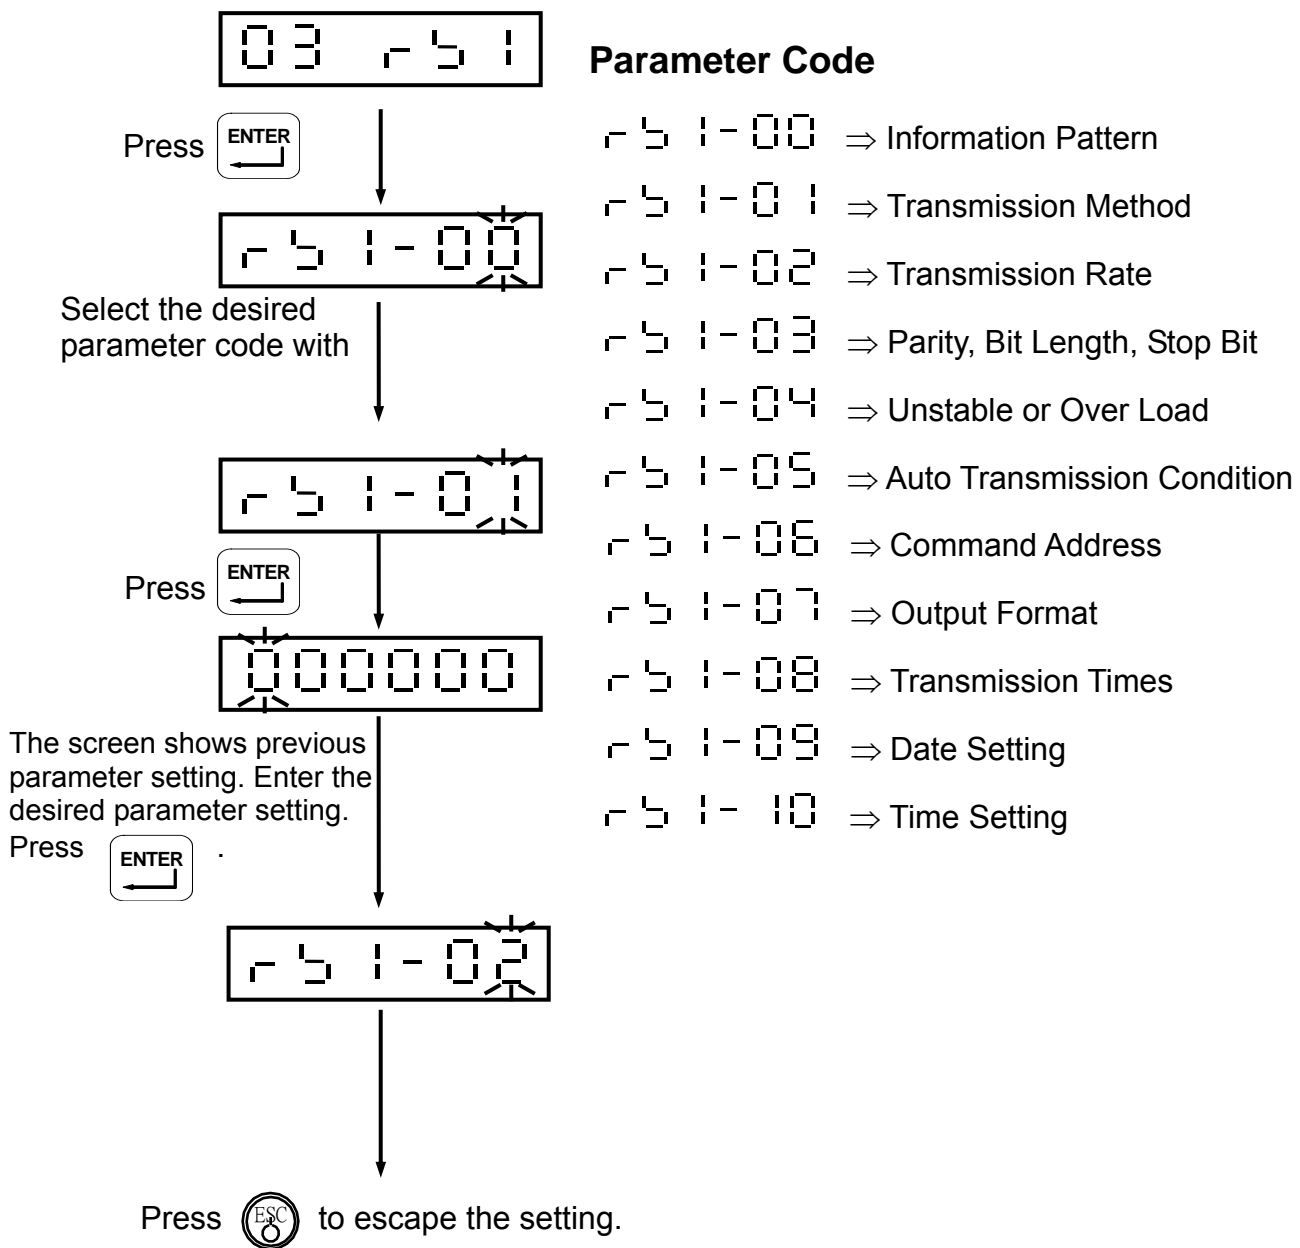 03 rS1
Parameter Code
Press ENTER
rS1-00
Select the desired
parameter code with
rS1-01
Press ENTER
000000
The screen shows previous
parameter setting. Enter the
desired parameter setting.
Press ENTER .
rS1-02
Press ESC to escape the setting.
rS1-00 ⇒ Information Pattern
rS1-01 ⇒ Transmission Method
rS1-02 ⇒ Transmission Rate
rS1-03 ⇒ Parity, Bit Length, Stop Bit
rS1-04 ⇒ Unstable or Over Load
rS1-05 ⇒ Auto Transmission Condition
rS1-06 ⇒ Command Address
rS1-07 ⇒ Output Format
rS1-08 ⇒ Transmission Times
rS1-09 ⇒ Date Setting
rS1-10 ⇒ Time Setting